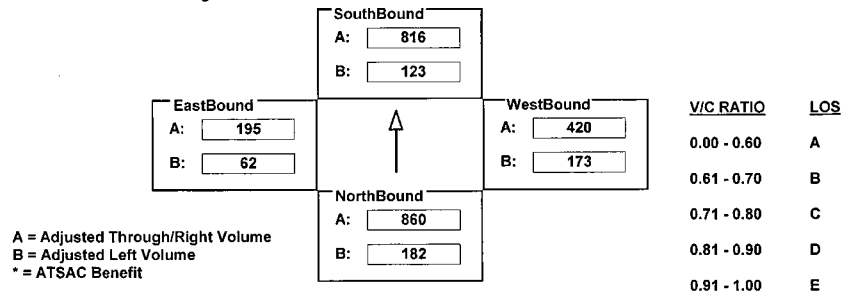 SouthBound
A: 816
B: 123
EastBound
A: 195
B: 62
WestBound
A: 420
B: 173
NorthBound
A: 860
B: 182
A = Adjusted Through/Right Volume
B = Adjusted Left Volume
* = ATSAC Benefit
V/C RATIO LOS
0.00 - 0.60 A
0.61 - 0.70 B
0.71 - 0.80 C
0.81 - 0.90 D
0.91 - 1.00 E